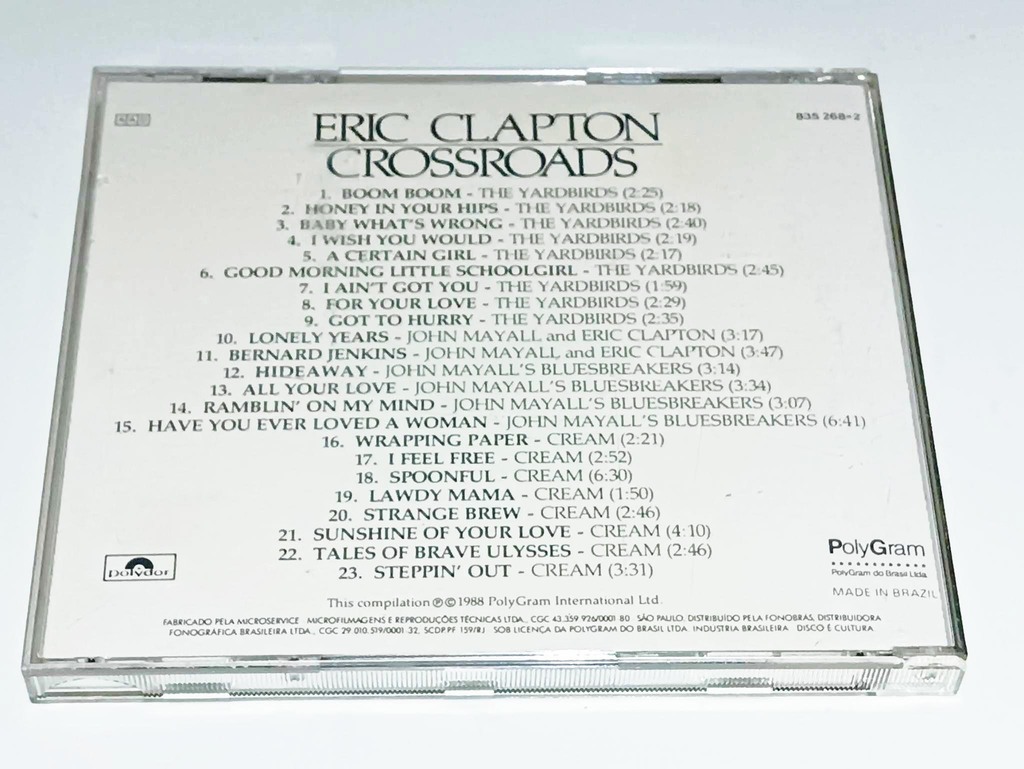 AAD
835 268-2
ERIC CLAPTON
CROSSROADS
1. BOOM BOOM - THE YARDBIRDS (2:25)
2. HONEY IN YOUR HIPS - THE YARDBIRDS (2:18)
3. BABY WHAT'S WRONG - THE YARDBIRDS (2:40)
4. I WISH YOU WOULD - THE YARDBIRDS (2:19)
5. A CERTAIN GIRL - THE YARDBIRDS (2:17)
6. GOOD MORNING LITTLE SCHOOLGIRL - THE YARDBIRDS (2:45)
7. I AIN'T GOT YOU - THE YARDBIRDS (1:59)
8. FOR YOUR LOVE - THE YARDBIRDS (2:29)
9. GOT TO HURRY - THE YARDBIRDS (2:35)
10. LONELY YEARS - JOHN MAYALL and ERIC CLAPTON (3:17)
11. BERNARD JENKINS - JOHN MAYALL and ERIC CLAPTON (3:47)
12. HIDEAWAY - JOHN MAYALL'S BLUESBREAKERS (3:14)
13. ALL YOUR LOVE - JOHN MAYALL'S BLUESBREAKERS (3:34)
14. RAMBLIN' ON MY MIND - JOHN MAYALL'S BLUESBREAKERS (3:07)
15. HAVE YOU EVER LOVED A WOMAN - JOHN MAYALL'S BLUESBREAKERS (6:41)
16. WRAPPING PAPER - CREAM (2:21)
17. I FEEL FREE - CREAM (2:52)
18. SPOONFUL - CREAM (6:30)
19. LAWDY MAMA - CREAM (1:50)
20. STRANGE BREW - CREAM (2:46)
21. SUNSHINE OF YOUR LOVE - CREAM (4:10)
22. TALES OF BRAVE ULYSSES - CREAM (2:46)
23. STEPPIN' OUT - CREAM (3:31)
polydor
PolyGram
PolyGram do Brasil Ltda
MADE IN BRAZIL
This compilation ℗©1988 PolyGram International Ltd.
FABRICADO PELA MICROSERVICE MICROFILMAGENS E REPRODUÇÕES TÉCNICAS LTDA., CGC 43.359 926/0001 80 SÃO PAULO, DISTRIBUÍDO PELA FONOBRAS, DISTRIBUIDORA
FONOGRÁFICA BRASILEIRA LTDA., CGC 29 010.519/0001 32, SCDP PF 159/RJ SOB LICENÇA DA POLYGRAM DO BRASIL LTDA INDUSTRIA BRASILEIRA DISCO É CULTURA